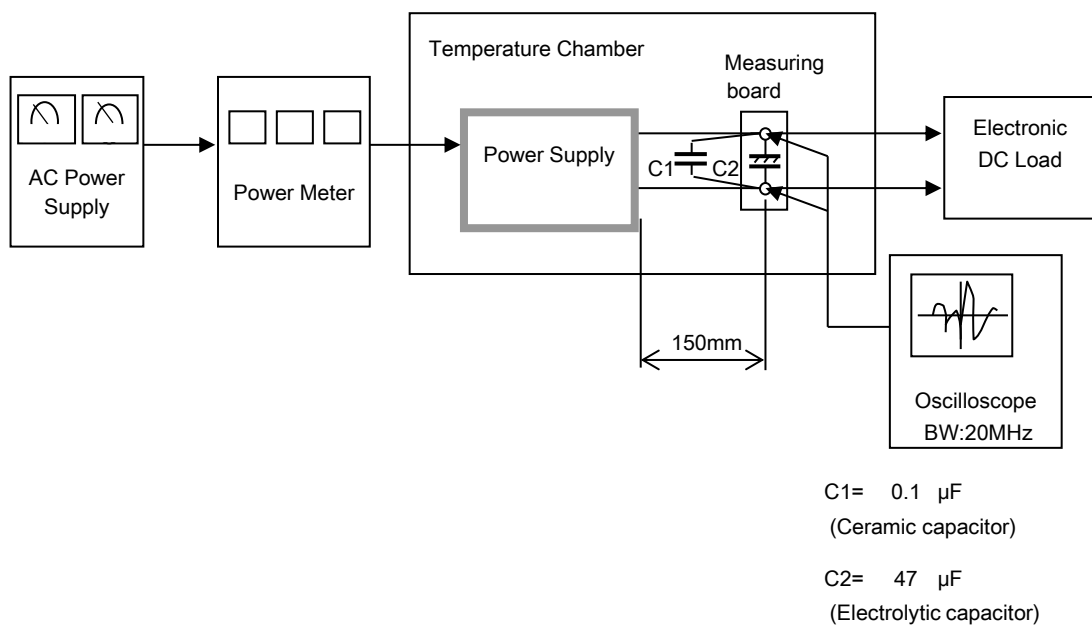 Temperature Chamber
Measuring
board
AC Power
Supply
Power Meter
Power Supply
C1
C2
Electronic
DC Load
150mm
Oscilloscope
BW:20MHz
C1= 0.1 μF
(Ceramic capacitor)
C2= 47 μF
(Electrolytic capacitor)